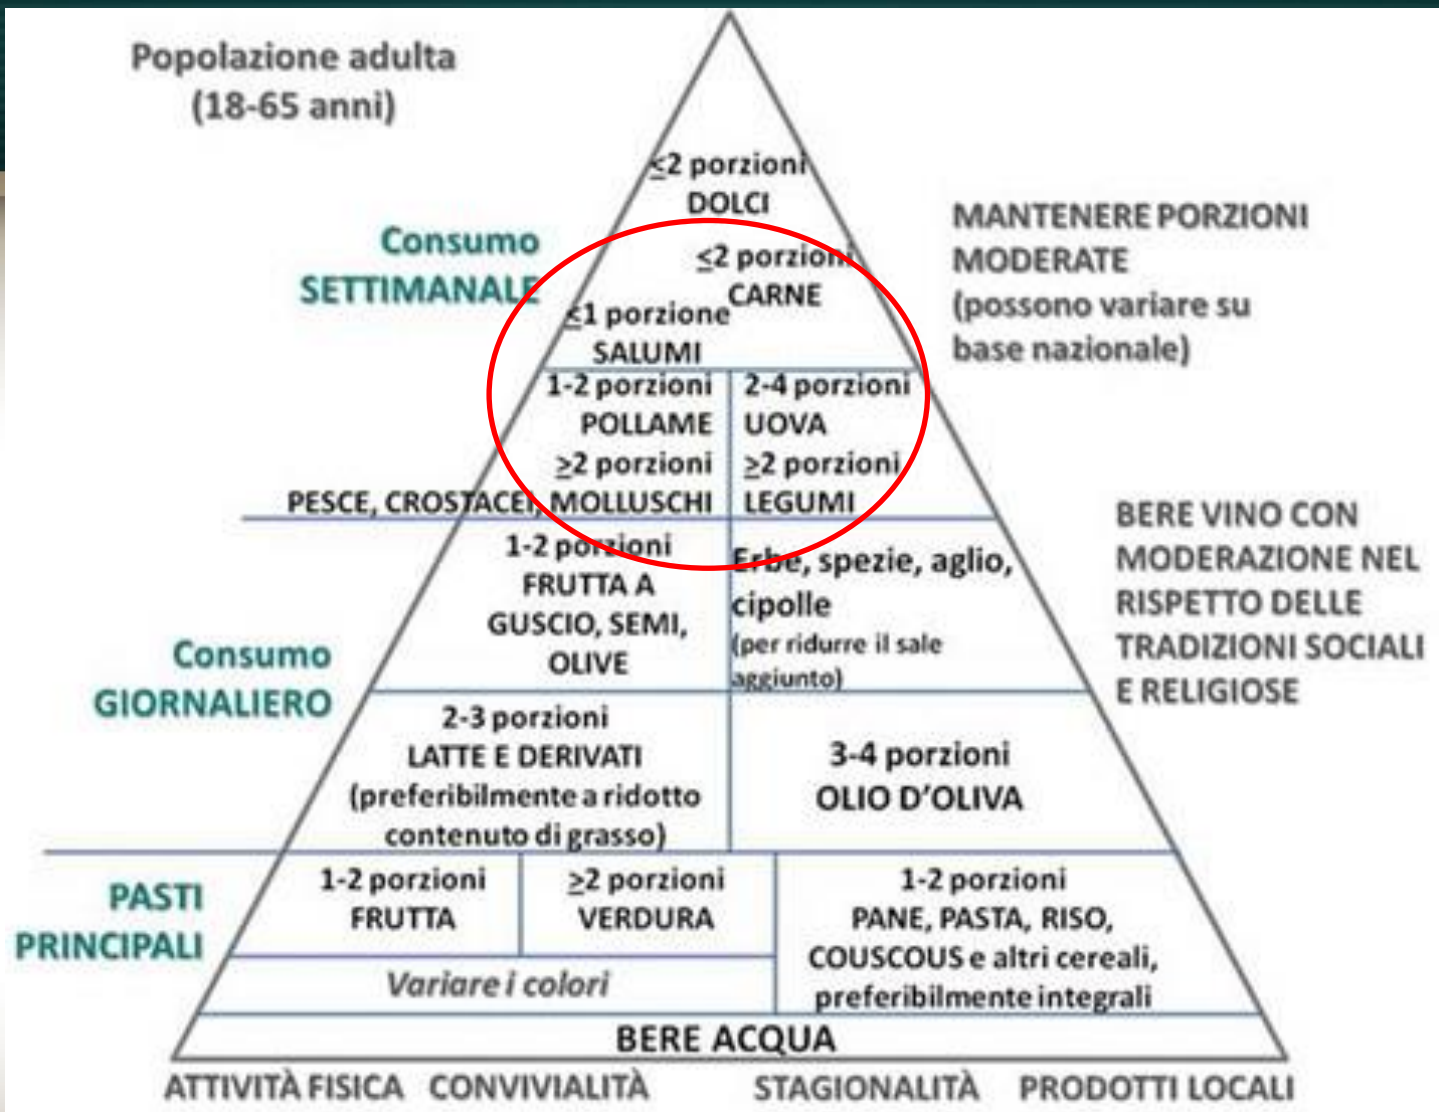 Popolazione adulta
(18-65 anni)
≤2 porzioni
DOLCI
Consumo
SETTIMANALE
≤2 porzioni
CARNE
≤1 porzione
SALUMI
MANTENERE PORZIONI
MODERATE
(possono variare su
base nazionale)
1-2 porzioni
POLLAME
≥2 porzioni
PESCE, CROSTACEI, MOLLUSCHI
2-4 porzioni
UOVA
≥2 porzioni
LEGUMI
BERE VINO CON
MODERAZIONE NEL
RISPETTO DELLE
TRADIZIONI SOCIALI
E RELIGIOSE
Consumo
GIORNALIERO
1-2 porzioni
FRUTTA A
GUSCIO, SEMI,
OLIVE
Erbe, spezie, aglio,
cipolle
(per ridurre il sale
aggiunto)
2-3 porzioni
LATTE E DERIVATI
(preferibilmente a ridotto
contenuto di grasso)
3-4 porzioni
OLIO D'OLIVA
PASTI
PRINCIPALI
1-2 porzioni
FRUTTA
≥2 porzioni
VERDURA
Variare i colori
1-2 porzioni
PANE, PASTA, RISO,
COUSCOUS e altri cereali,
preferibilmente integrali
BERE ACQUA
ATTIVITÀ FISICA CONVIVIALITÀ STAGIONALITÀ PRODOTTI LOCALI